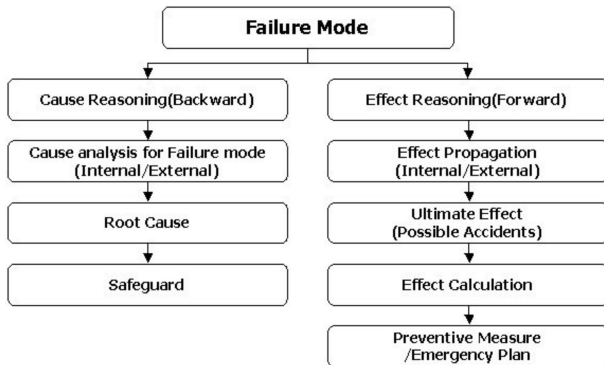 Failure Mode
Cause Reasoning(Backward)
Cause analysis for Failure mode
(Internal/External)
Root Cause
Safeguard
Effect Reasoning(Forward)
Effect Propagation
(Internal/External)
Ultimate Effect
(Possible Accidents)
Effect Calculation
Preventive Measure
/Emergency Plan